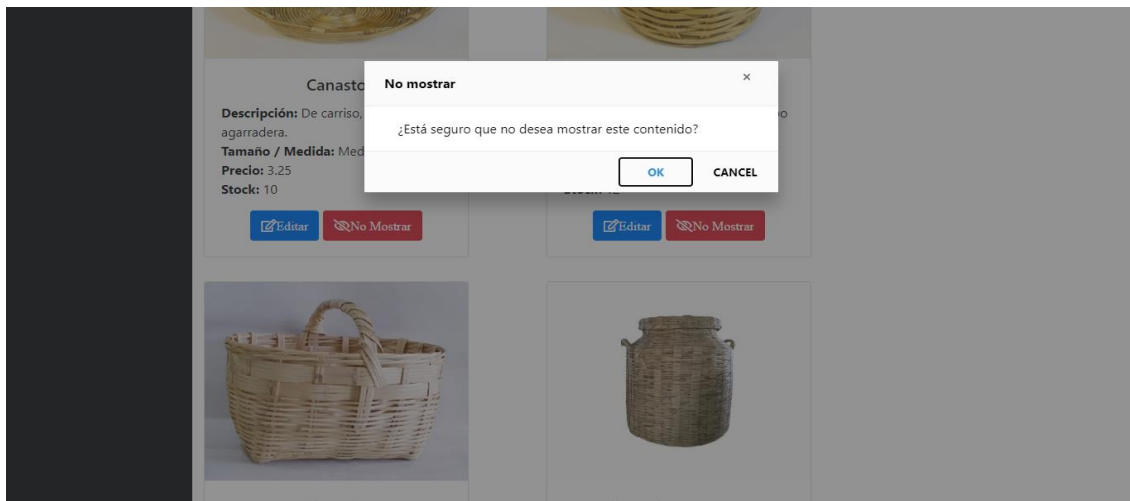 No mostrar ×
¿Está seguro que no desea mostrar este contenido?
OK CANCEL
Canasto
Descripción: De carriso,
agarradera.
Tamaño / Medida: Med
Precio: 3.25
Stock: 10
Editar No Mostrar
Editar No Mostrar